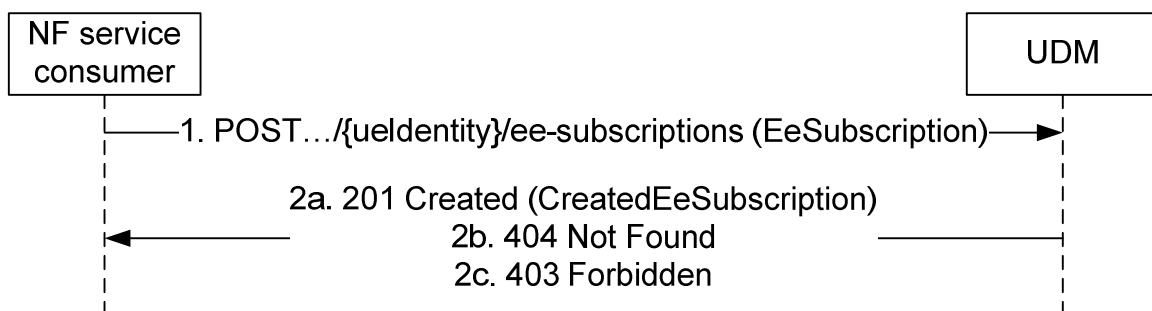 NF service
consumer
UDM
1. POST…/{ueIdentity}/ee-subscriptions (EeSubscription)
2a. 201 Created (CreatedEeSubscription)
2b. 404 Not Found
2c. 403 Forbidden